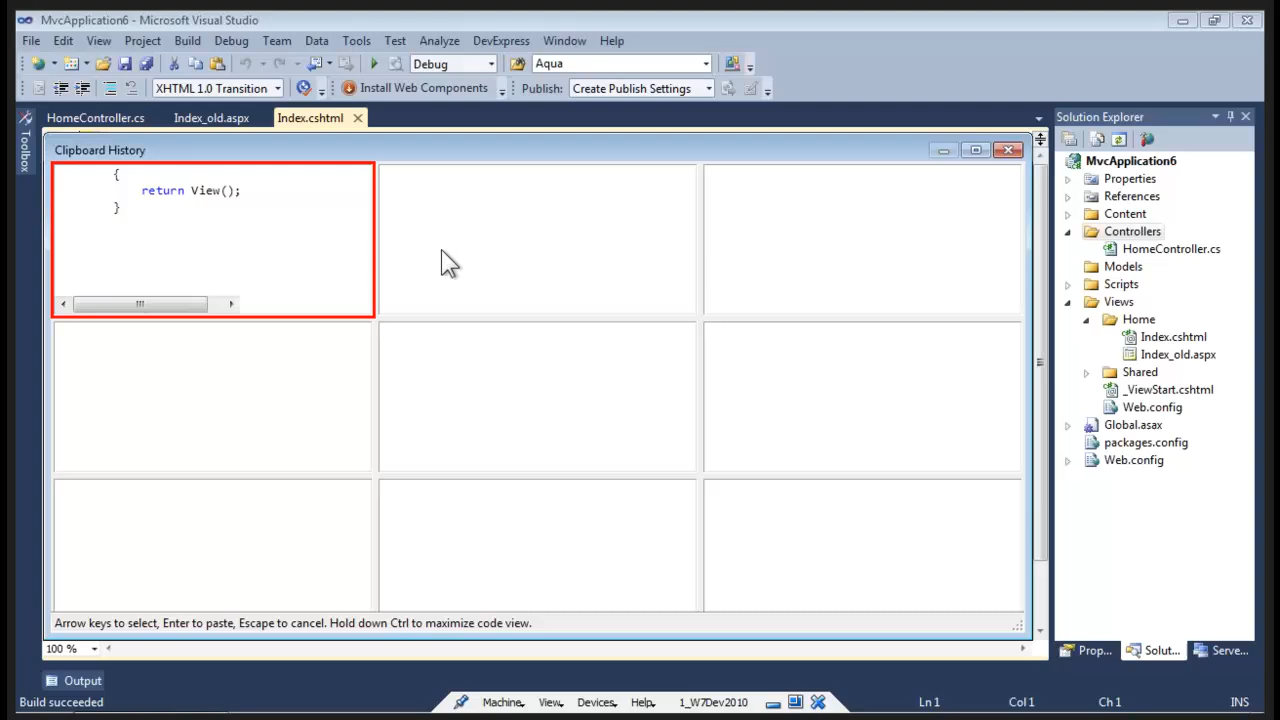 MvcApplication6 - Microsoft Visual Studio
File Edit View Project Build Debug Team Data Tools Test Analyze DevExpress Window Help
Debug Aqua
XHTML 1.0 Transition Install Web Components Publish: Create Publish Settings
Toolbox
HomeController.cs Index_old.aspx Index.cshtml
Clipboard History
{
return View();
}
Arrow keys to select, Enter to paste, Escape to cancel. Hold down Ctrl to maximize code view.
100 %
Solution Explorer
MvcApplication6
Properties
References
Content
Controllers
HomeController.cs
Models
Scripts
Views
Home
Index.cshtml
Index_old.aspx
Shared
_ViewStart.cshtml
Web.config
Global.asax
packages.config
Web.config
Prop... Solut... Serve...
Output
Build succeeded
Machine View Devices Help 1_W7Dev2010
Ln 1 Col 1 Ch 1 INS